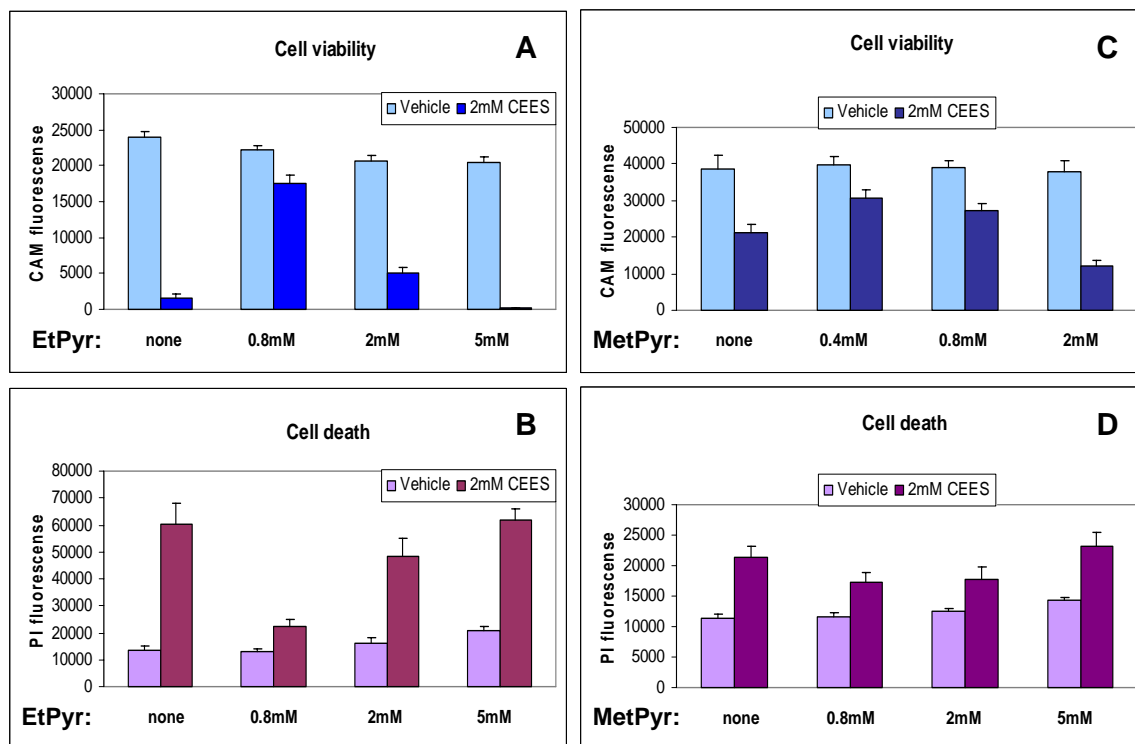 Cell viability
A
Vehicle 2mM CEES
30000
25000
20000
15000
10000
5000
0
CAM fluorescense
EtPyr: none 0.8mM 2mM 5mM
Cell death
B
Vehicle 2mM CEES
80000
70000
60000
50000
40000
30000
20000
10000
0
PI fluorescense
EtPyr: none 0.8mM 2mM 5mM
Cell viability
C
Vehicle 2mM CEES
50000
40000
30000
20000
10000
0
CAM fluorescense
MetPyr: none 0.4mM 0.8mM 2mM
Cell death
D
Vehicle 2mM CEES
30000
25000
20000
15000
10000
5000
0
PI fluorescense
MetPyr: none 0.8mM 2mM 5mM